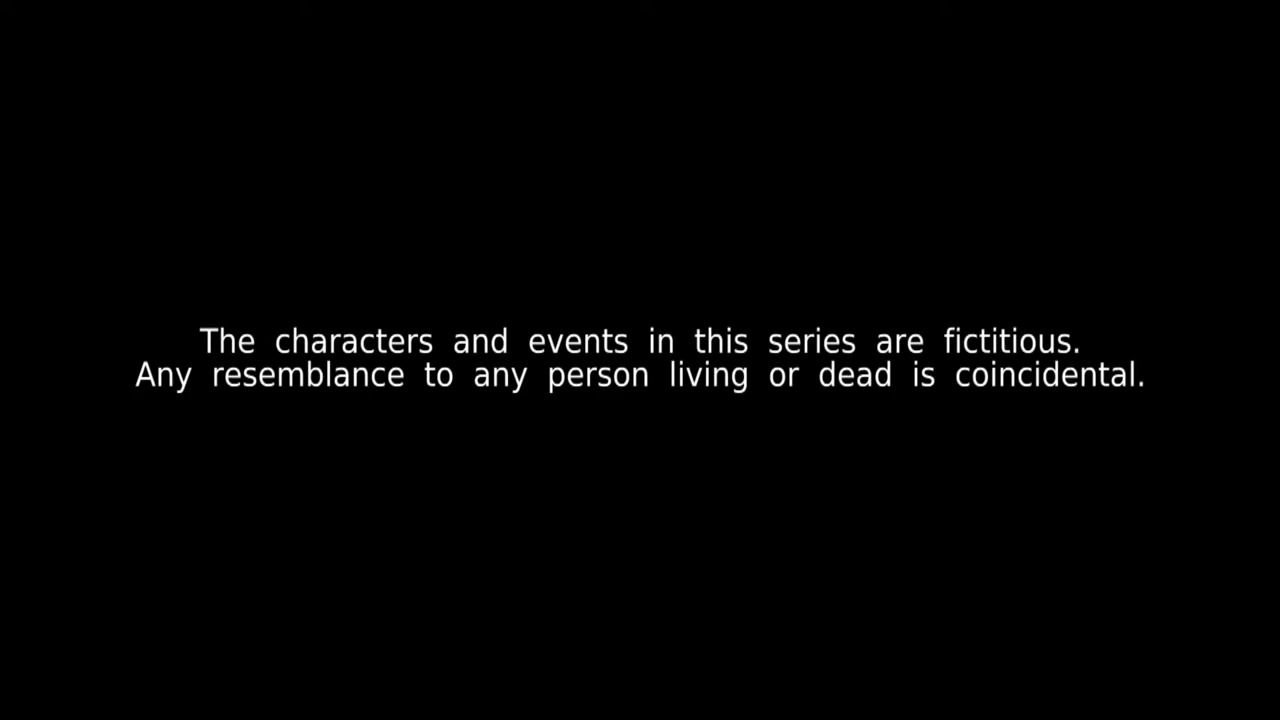 The characters and events in this series are fictitious.
Any resemblance to any person living or dead is coincidental.